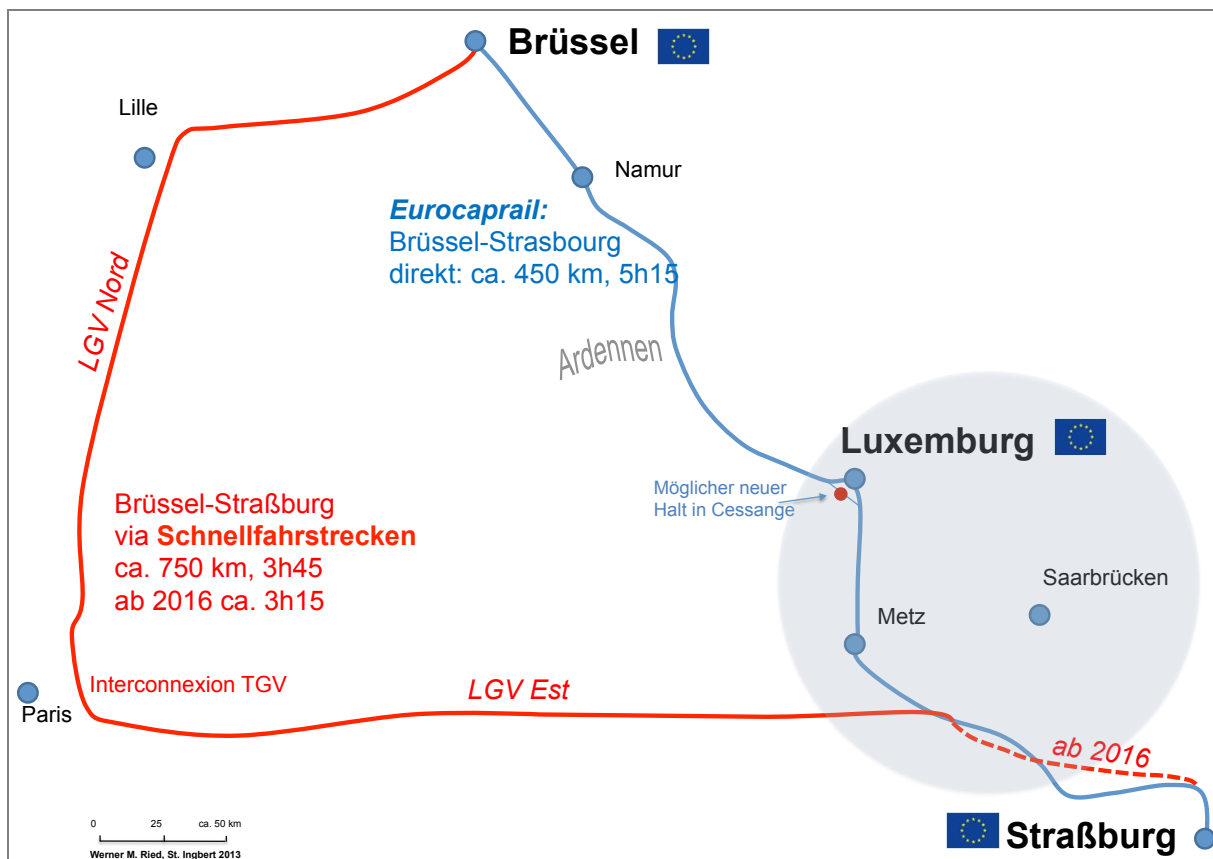 Brüssel
Lille
Namur
Eurocaprail:
Brüssel-Strasbourg
direkt: ca. 450 km, 5h15
LGV Nord
Ardennen
Luxemburg
Möglicher neuer
Halt in Cessange
Brüssel-Straßburg
via Schnellfahrstrecken
ca. 750 km, 3h45
ab 2016 ca. 3h15
Saarbrücken
Metz
Interconnexion TGV
LGV Est
Paris
ab 2016
Straßburg
0 25 ca. 50 km
Werner M. Ried, St. Ingbert 2013